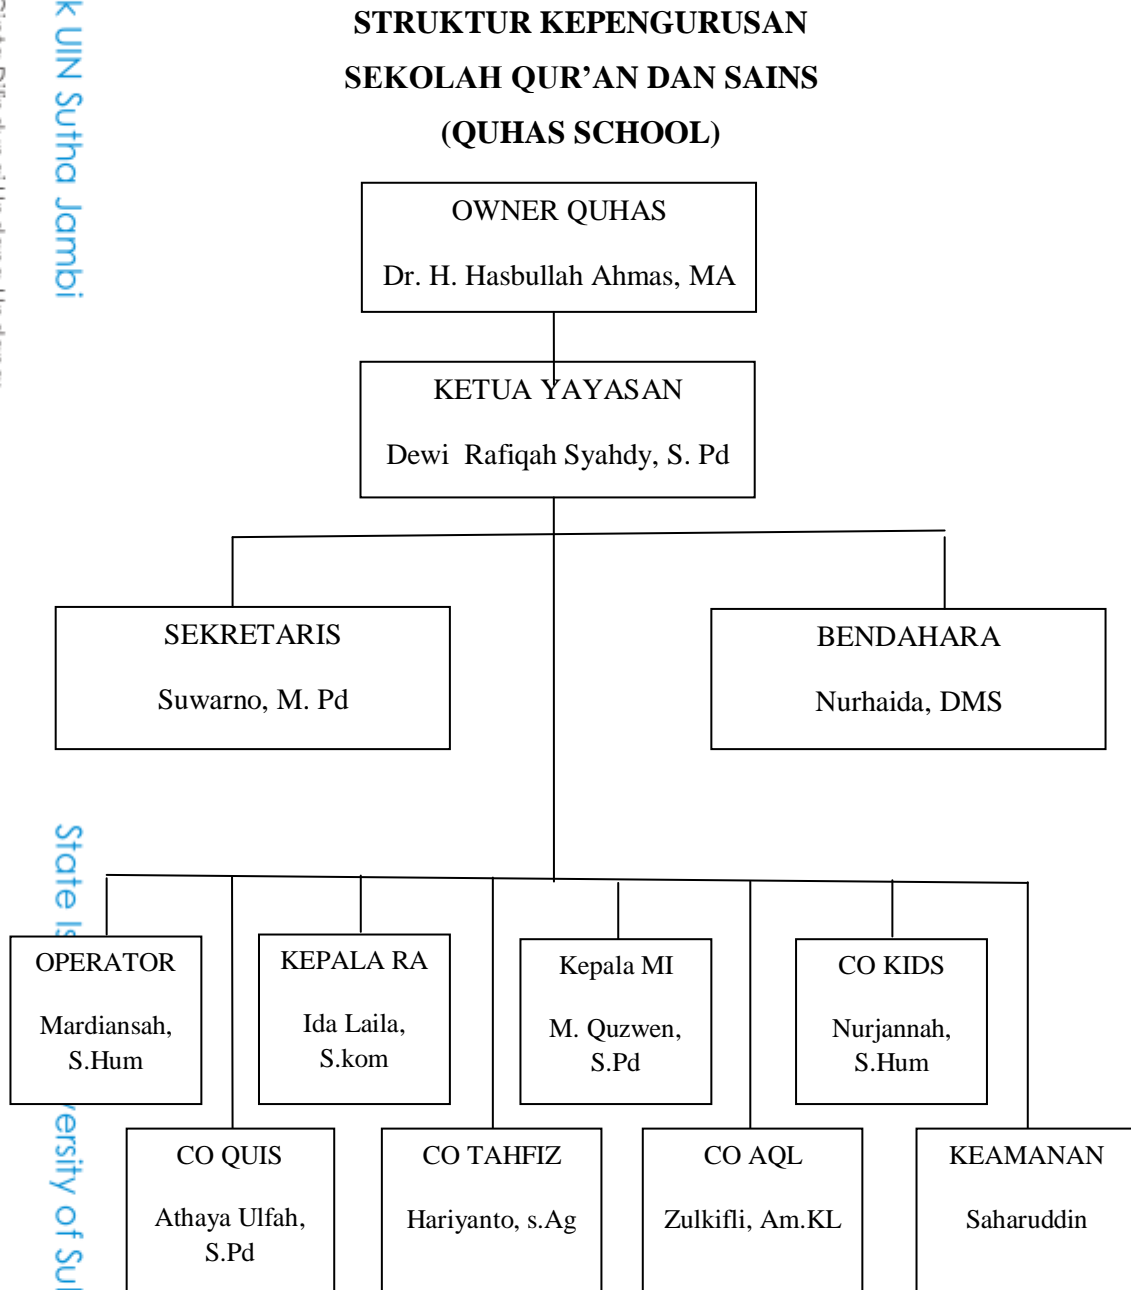 STRUKTUR KEPENGURUSAN
SEKOLAH QUR’AN DAN SAINS
(QUHAS SCHOOL)
OWNER QUHAS
Dr. H. Hasbullah Ahmas, MA
KETUA YAYASAN
Dewi Rafiqah Syahdy, S. Pd
SEKRETARIS
Suwarno, M. Pd
BENDAHARA
Nurhaida, DMS
OPERATOR
Mardiansah,
S.Hum
KEPALA RA
Ida Laila,
S.kom
Kepala MI
M. Quzwen,
S.Pd
CO KIDS
Nurjannah,
S.Hum
CO QUIS
Athaya Ulfah,
S.Pd
CO TAHFIZ
Hariyanto, s.Ag
CO AQL
Zulkifli, Am.KL
KEAMANAN
Saharuddin
k UIN Sutha Jambi
State Is
versity of Sul